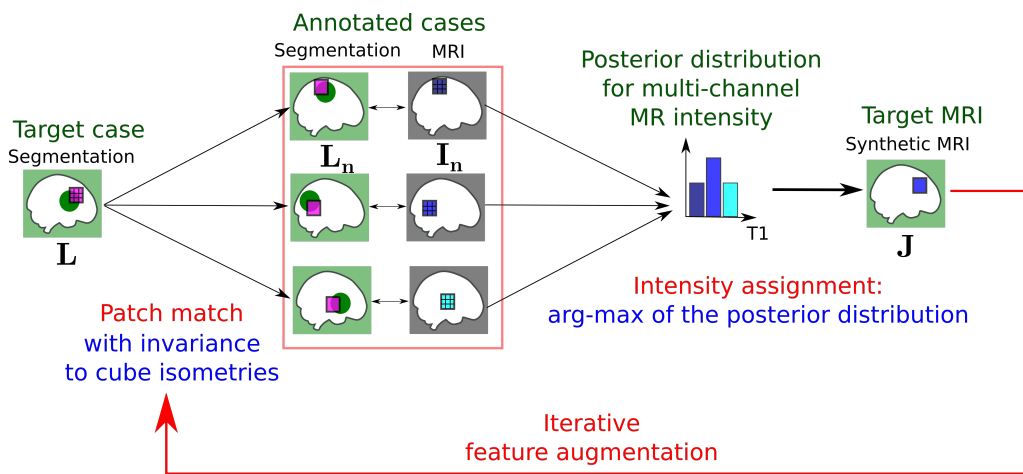 Annotated cases
Segmentation MRI
Posterior distribution
for multi-channel
MR intensity
Target case
Segmentation
L
Lₙ Iₙ
T1
Target MRI
Synthetic MRI
J
Patch match
with invariance
to cube isometries
Intensity assignment:
arg-max of the posterior distribution
Iterative
feature augmentation